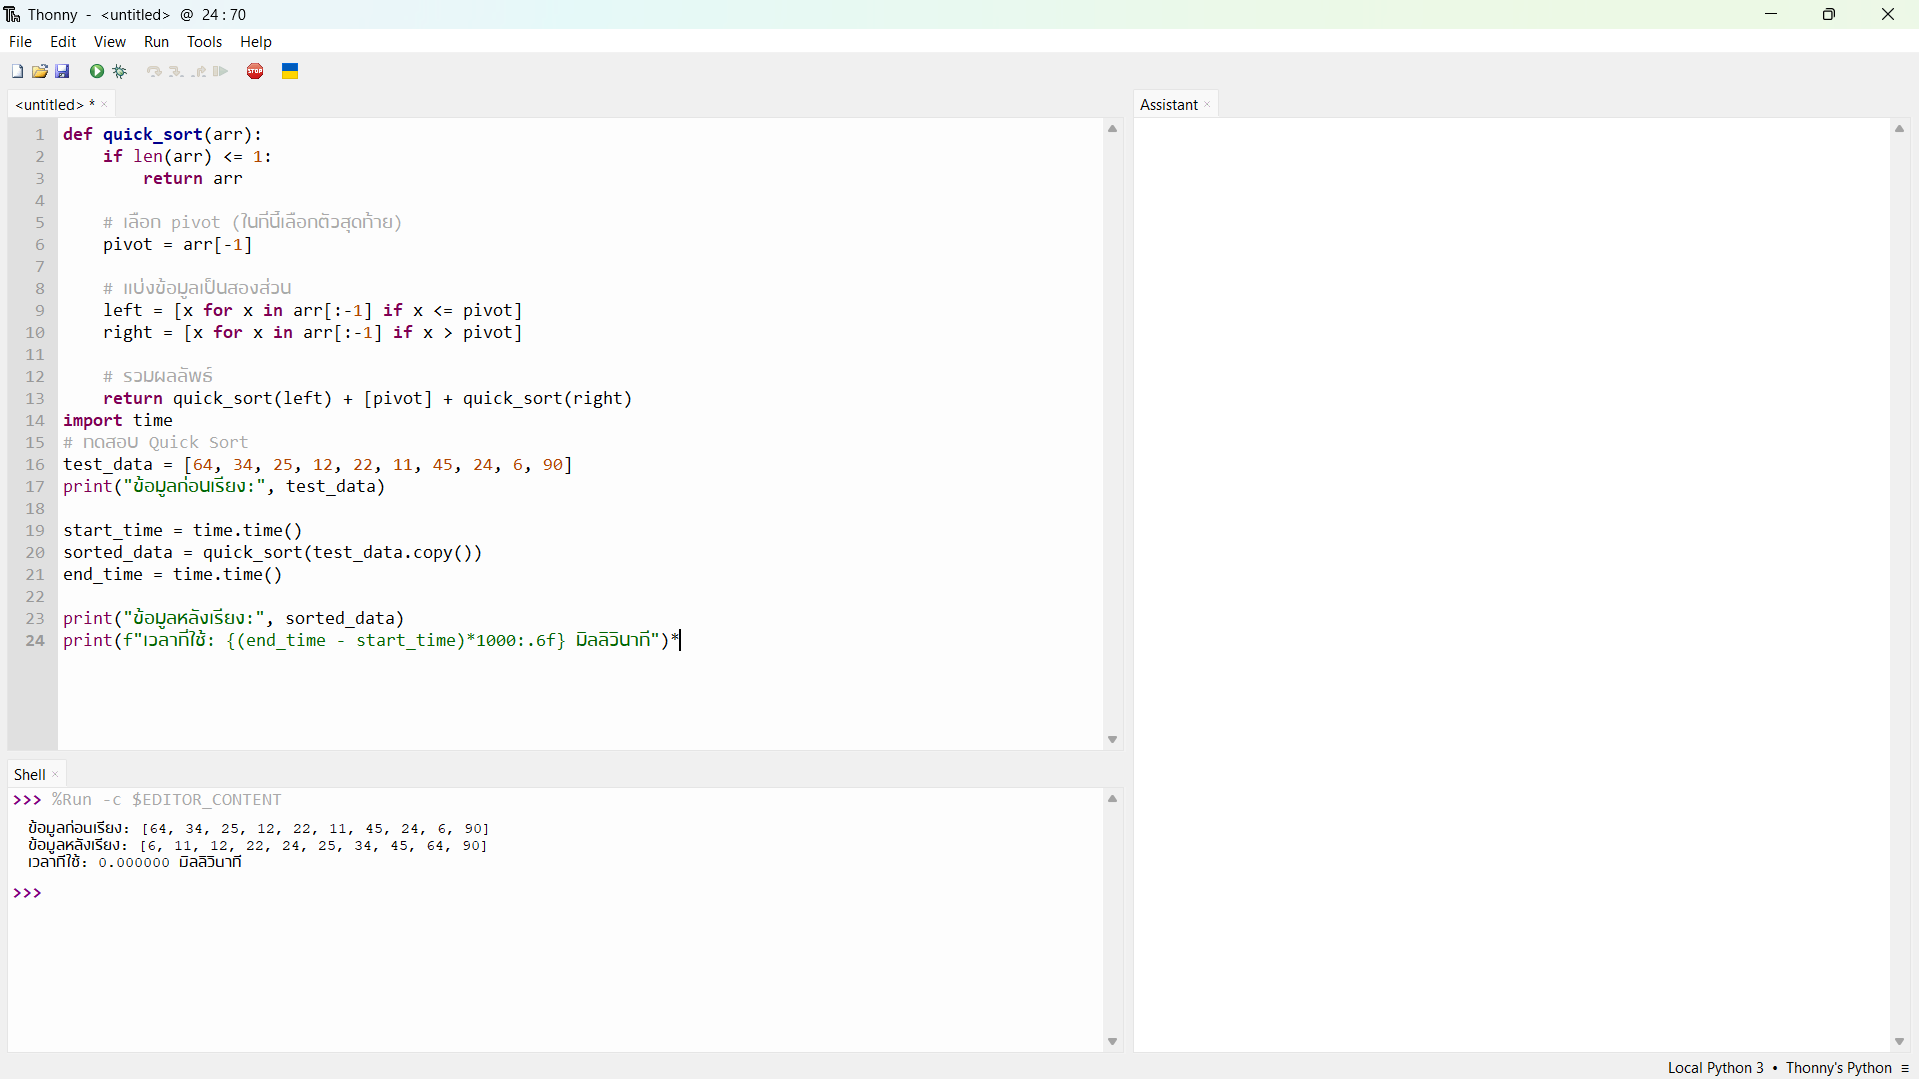 Thonny - <untitled> @ 24:70
File Edit View Run Tools Help
<untitled> * ×
1 def quick_sort(arr):
2     if len(arr) <= 1:
3         return arr
4
5     # เลือก pivot (ในที่นี้เลือกตัวสุดท้าย)
6     pivot = arr[-1]
7
8     # แบ่งข้อมูลเป็นสองส่วน
9     left = [x for x in arr[:-1] if x <= pivot]
10     right = [x for x in arr[:-1] if x > pivot]
11
12     # รวมผลลัพธ์
13     return quick_sort(left) + [pivot] + quick_sort(right)
14 import time
15 # ทดสอบ Quick Sort
16 test_data = [64, 34, 25, 12, 22, 11, 45, 24, 6, 90]
17 print("ข้อมูลก่อนเรียง:", test_data)
18
19 start_time = time.time()
20 sorted_data = quick_sort(test_data.copy())
21 end_time = time.time()
22
23 print("ข้อมูลหลังเรียง:", sorted_data)
24 print(f"เวลาที่ใช้: {(end_time - start_time)*1000:.6f} มิลลิวินาที")*
Shell ×
>>> %Run -c $EDITOR_CONTENT
ข้อมูลก่อนเรียง: [64, 34, 25, 12, 22, 11, 45, 24, 6, 90]
ข้อมูลหลังเรียง: [6, 11, 12, 22, 24, 25, 34, 45, 64, 90]
เวลาที่ใช้: 0.000000 มิลลิวินาที
>>>
Assistant ×
STOP
Local Python 3 • Thonny's Python ≡